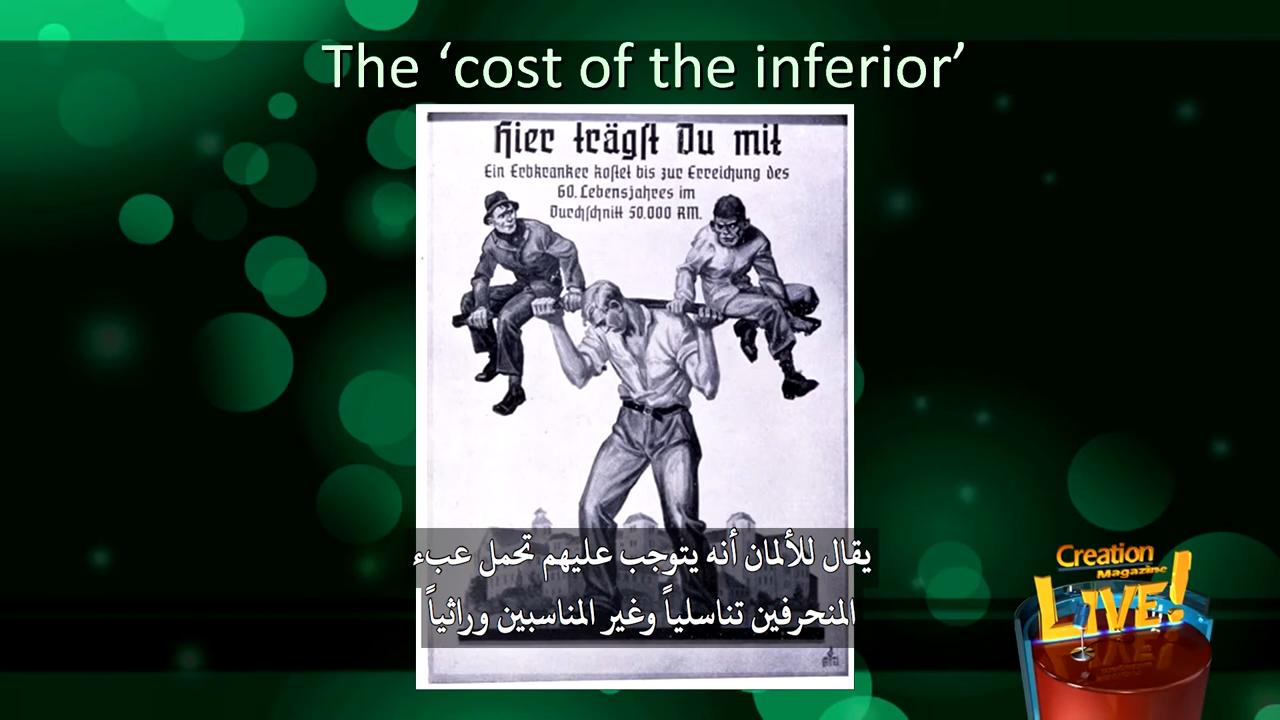 The ‘cost of the inferior’
Hier trägst Du mit
Ein Erbkranker kostet bis zur Erreichung des
60. Lebensjahres im
Durchschnitt 50.000 RM.
يقال للألمان أنه يتوجب عليهم تحمل عبء
المنحرفين تناسلياً وغير المناسبين وراثياً
Creation
Magazine
LIVE!